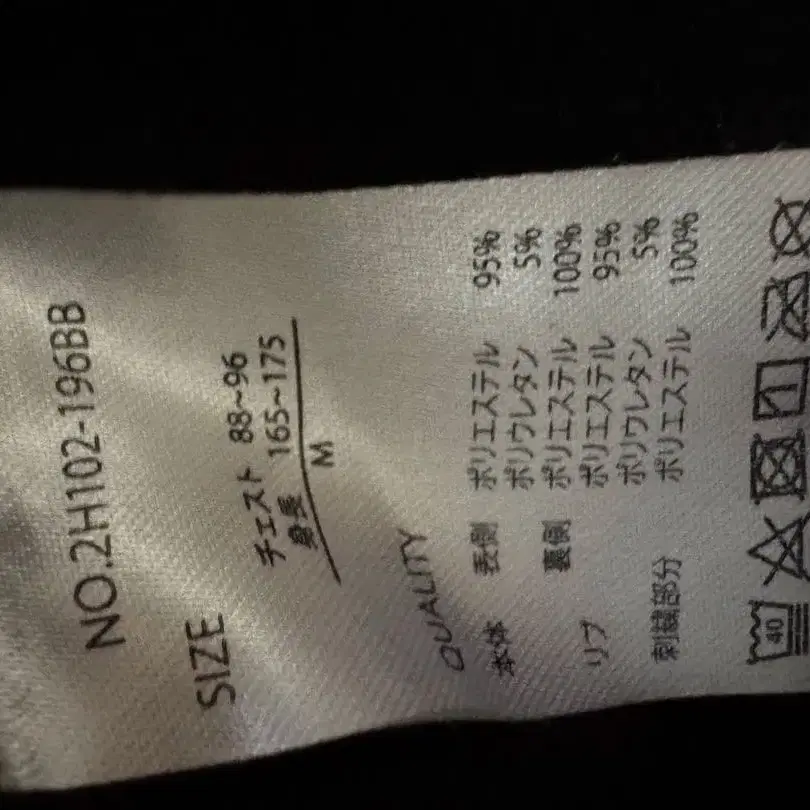 NO.2H102-196BB
SIZE
チェスト 88~96
身長 165~175
M
QUALITY
本体 表側 ポリエステル 95%
ポリウレタン 5%
裏側 ポリエステル 100%
リブ ポリエステル 95%
ポリウレタン 5%
刺繍部分 ポリエステル 100%
40